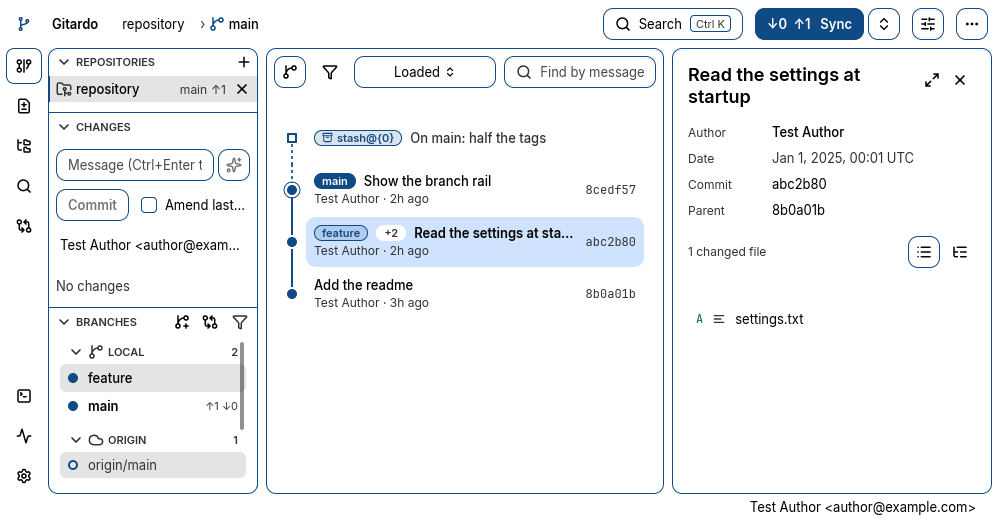 Gitardo repository › main Search Ctrl K ↓0 ↑1 Sync
REPOSITORIES +
repository main ↑1
CHANGES
Message (Ctrl+Enter t
Commit Amend last...
Test Author <author@exam...
No changes
BRANCHES
LOCAL 2
feature
main ↑1 ↓0
ORIGIN 1
origin/main
Loaded Find by message
stash@{0} On main: half the tags
main Show the branch rail
Test Author · 2h ago 8cedf57
feature +2 Read the settings at sta...
Test Author · 2h ago abc2b80
Add the readme
Test Author · 3h ago 8b0a01b
Read the settings at
startup
Author Test Author
Date Jan 1, 2025, 00:01 UTC
Commit abc2b80
Parent 8b0a01b
1 changed file
A settings.txt
Test Author <author@example.com>